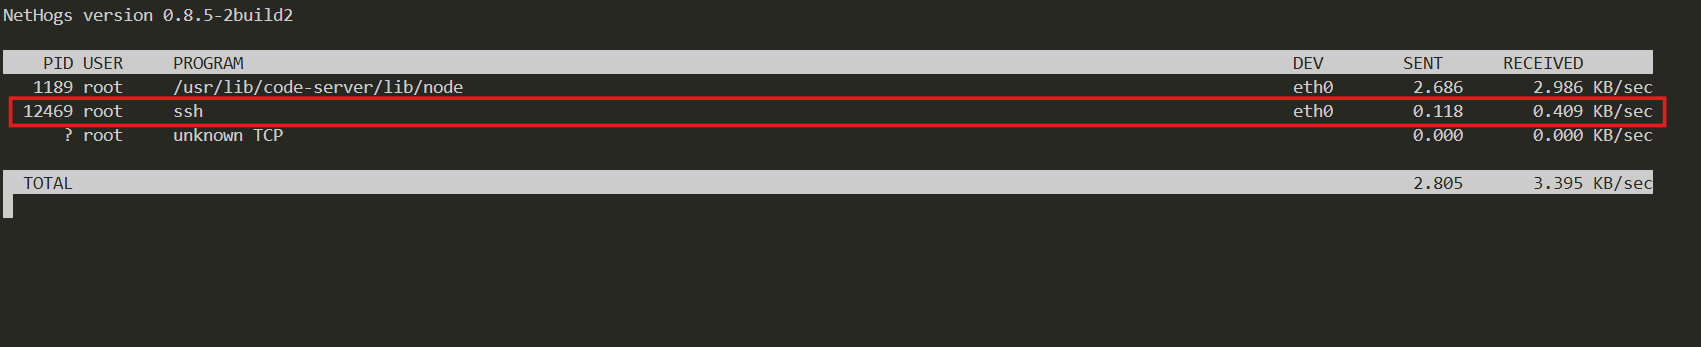 NetHogs version 0.8.5-2build2
PID USER PROGRAM DEV SENT RECEIVED
1189 root /usr/lib/code-server/lib/node eth0 2.686 2.986 KB/sec
12469 root ssh eth0 0.118 0.409 KB/sec
? root unknown TCP 0.000 0.000 KB/sec
TOTAL 2.805 3.395 KB/sec